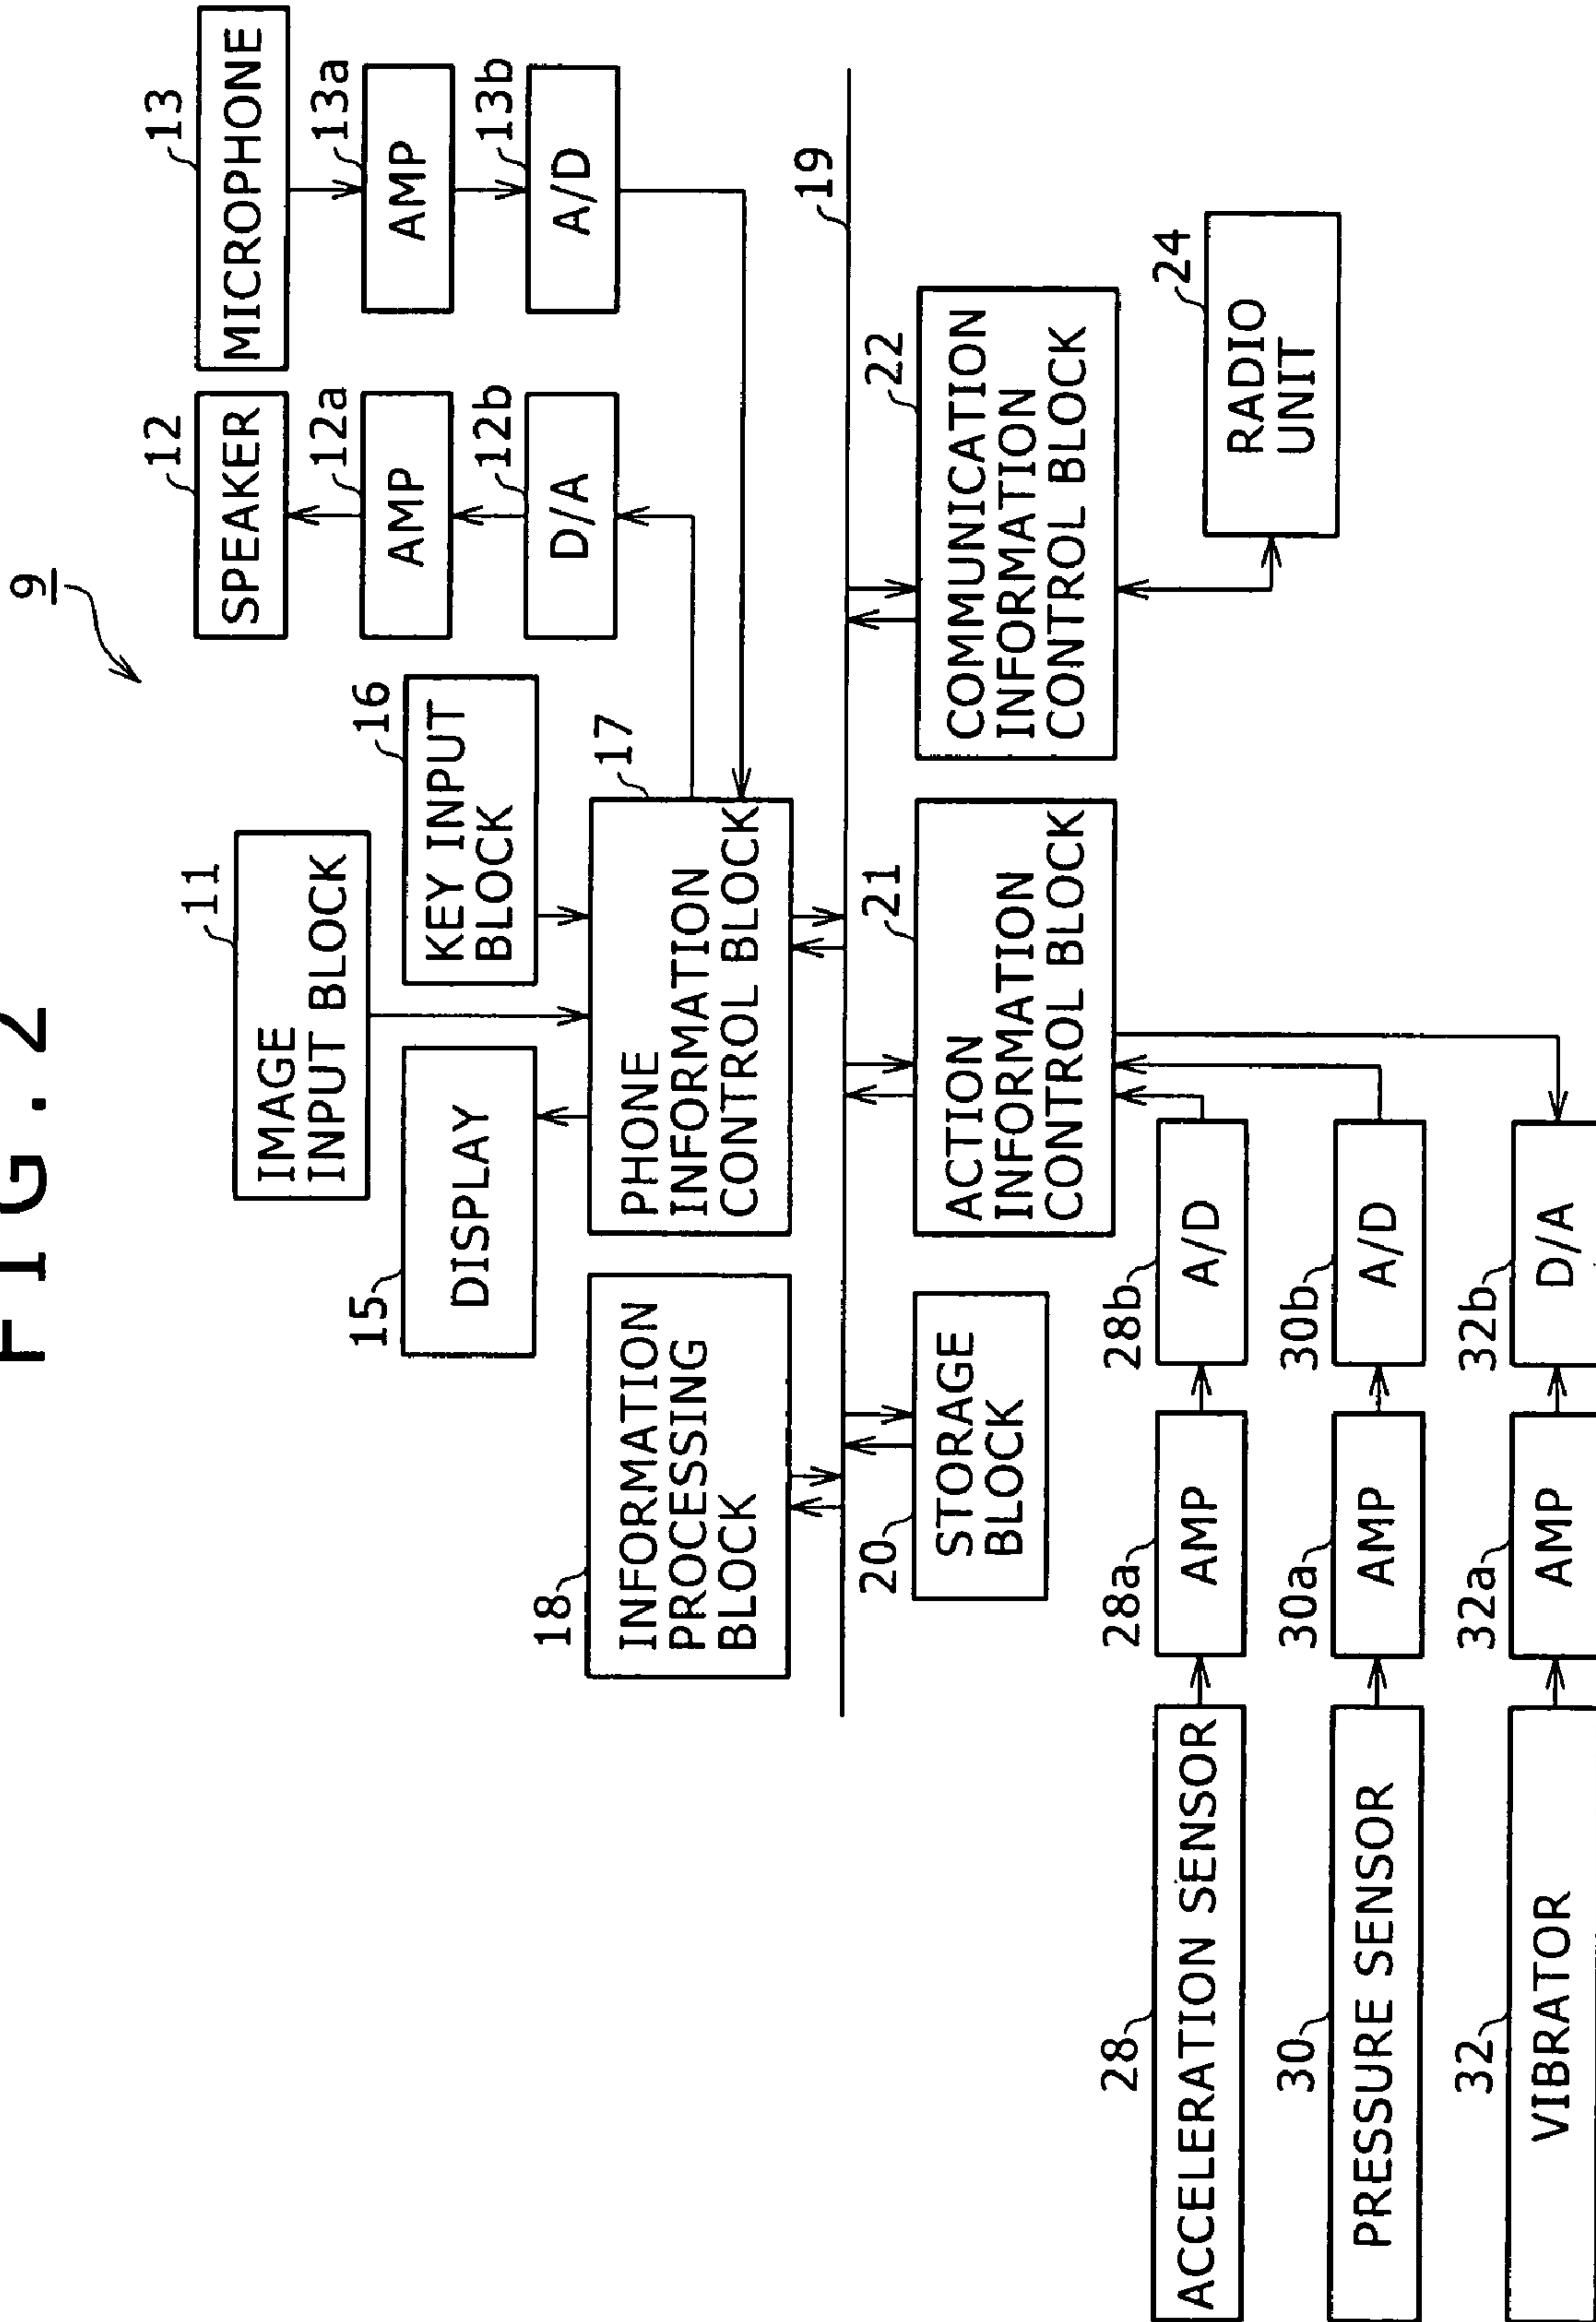 FIG.2
9
11
IMAGE
INPUT BLOCK
12
SPEAKER
13
MICROPHONE
15
DISPLAY
16
KEY INPUT
BLOCK
12a
AMP
13a
AMP
12b
D/A
13b
A/D
18
INFORMATION
PROCESSING
BLOCK
17
PHONE
INFORMATION
CONTROL BLOCK
19
20
STORAGE
BLOCK
21
ACTION
INFORMATION
CONTROL BLOCK
22
COMMUNICATION
INFORMATION
CONTROL BLOCK
24
RADIO
UNIT
28
ACCELERATION SENSOR
28a
AMP
28b
A/D
30
PRESSURE SENSOR
30a
AMP
30b
A/D
32
VIBRATOR
32a
AMP
32b
D/A